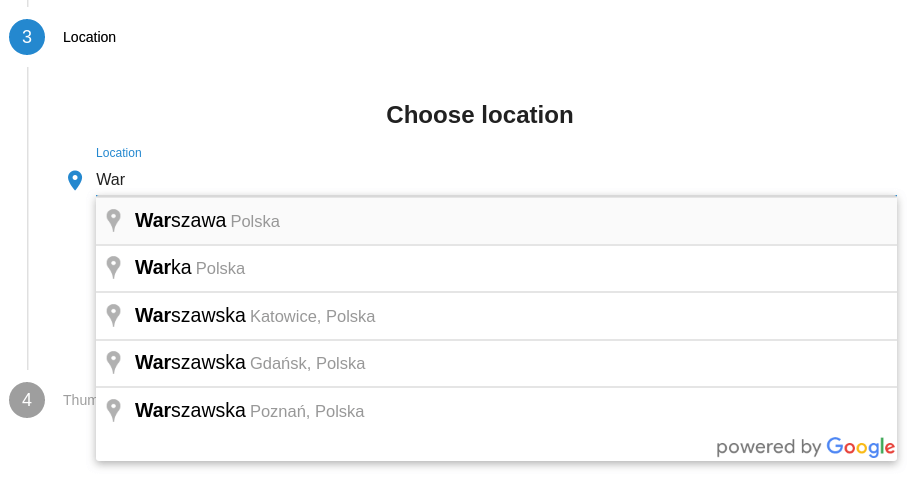 3 Location
Choose location
Location
War
Warszawa Polska
Warka Polska
Warszawska Katowice, Polska
Warszawska Gdańsk, Polska
4 Thum
Warszawska Poznań, Polska
powered by Google